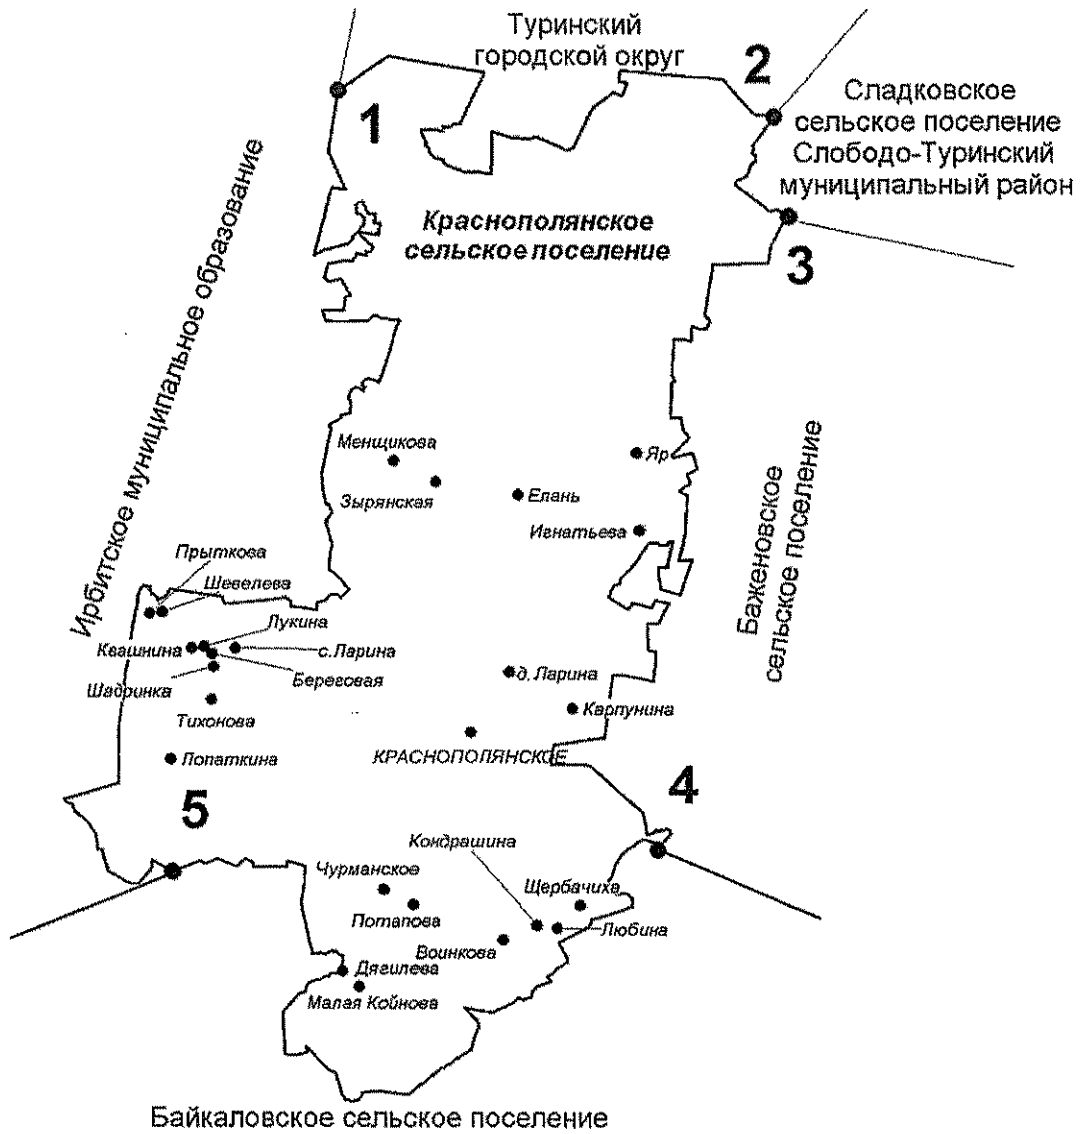 Туринский
городской округ
2
Сладковское
сельское поселение
Слободо-Туринский
муниципальный район
1
Краснополянское
сельское поселение
3
Ирбитское муниципальное образование
Менщикова
Зырянская
Яр
Елань
Игнатьева
Баженовское
сельское поселение
Прыткова
Шевелева
Лукина
Квашнина
с.Ларина
Береговая
Шадринка
Тихонова
д. Ларина
Карпунина
КРАСНОПОЛЯНСКОЕ
Лопаткина
5
4
Кондрашина
Чурманское
Щербачиха
Потапова
Любина
Воинкова
Дягилева
Малая Койнова
Байкаловское сельское поселение